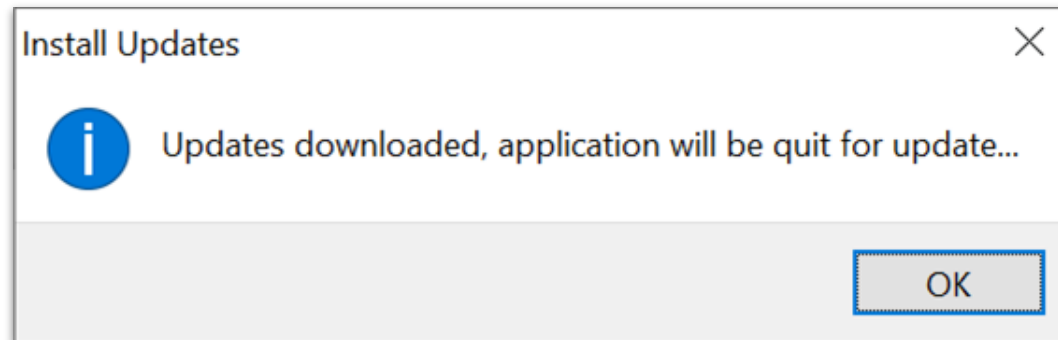 Install Updates
Updates downloaded, application will be quit for update...
OK